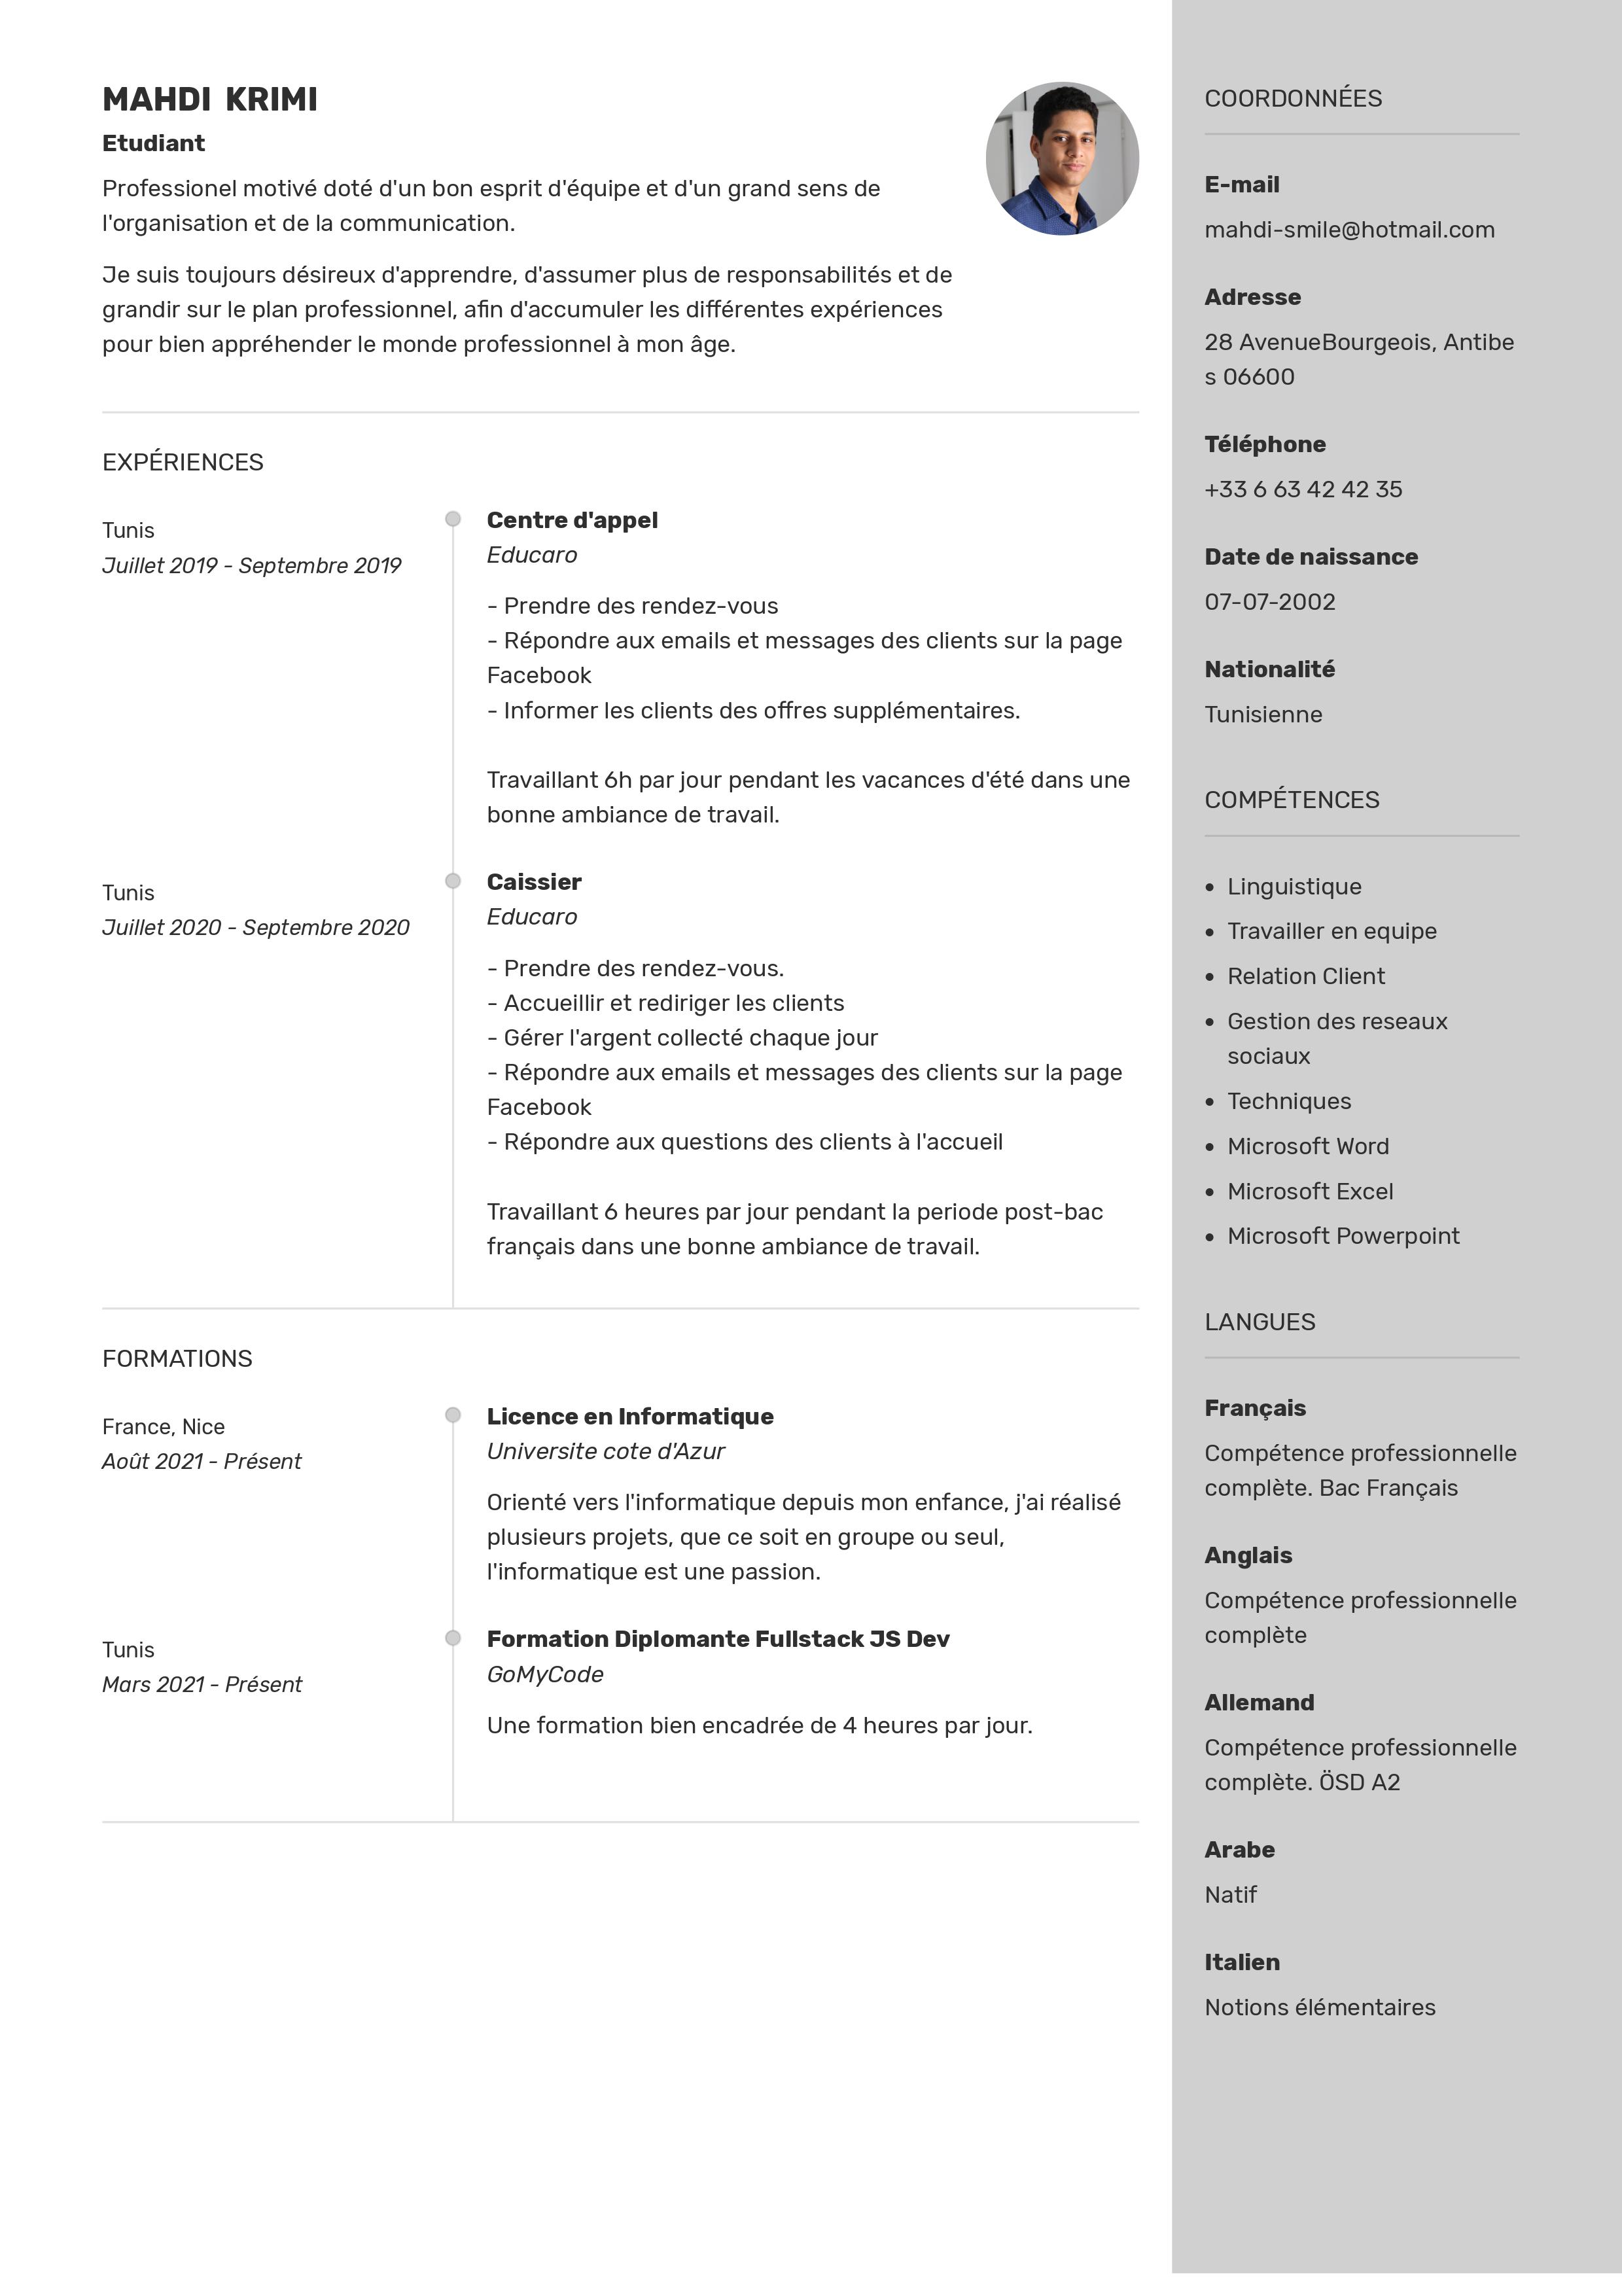 MAHDI KRIMI
Etudiant
Professionel motivé doté d'un bon esprit d'équipe et d'un grand sens de
l'organisation et de la communication.
Je suis toujours désireux d'apprendre, d'assumer plus de responsabilités et de
grandir sur le plan professionnel, afin d'accumuler les différentes expériences
pour bien appréhender le monde professionnel à mon âge.
EXPÉRIENCES
Tunis
Juillet 2019 - Septembre 2019
Centre d'appel
Educaro
- Prendre des rendez-vous
- Répondre aux emails et messages des clients sur la page
Facebook
- Informer les clients des offres supplémentaires.
Travaillant 6h par jour pendant les vacances d'été dans une
bonne ambiance de travail.
Tunis
Juillet 2020 - Septembre 2020
Caissier
Educaro
- Prendre des rendez-vous.
- Accueillir et rediriger les clients
- Gérer l'argent collecté chaque jour
- Répondre aux emails et messages des clients sur la page
Facebook
- Répondre aux questions des clients à l'accueil
Travaillant 6 heures par jour pendant la periode post-bac
français dans une bonne ambiance de travail.
FORMATIONS
France, Nice
Août 2021 - Présent
Licence en Informatique
Universite cote d'Azur
Orienté vers l'informatique depuis mon enfance, j'ai réalisé
plusieurs projets, que ce soit en groupe ou seul,
l'informatique est une passion.
Tunis
Mars 2021 - Présent
Formation Diplomante Fullstack JS Dev
GoMyCode
Une formation bien encadrée de 4 heures par jour.
COORDONNÉES
E-mail
mahdi-smile@hotmail.com
Adresse
28 AvenueBourgeois, Antibe
s 06600
Téléphone
+33 6 63 42 42 35
Date de naissance
07-07-2002
Nationalité
Tunisienne
COMPÉTENCES
• Linguistique
• Travailler en equipe
• Relation Client
• Gestion des reseaux
sociaux
• Techniques
• Microsoft Word
• Microsoft Excel
• Microsoft Powerpoint
LANGUES
Français
Compétence professionnelle
complète. Bac Français
Anglais
Compétence professionnelle
complète
Allemand
Compétence professionnelle
complète. ÖSD A2
Arabe
Natif
Italien
Notions élémentaires